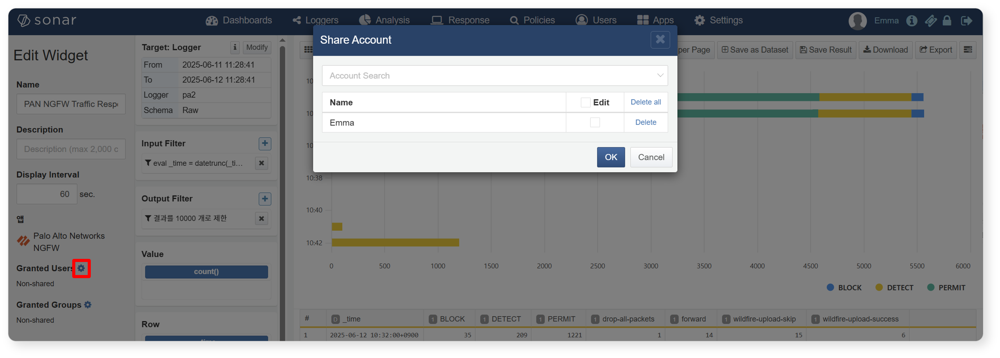 sonar
Dashboards Loggers Analysis Response Policies Users Apps Settings
Emma
Edit Widget
Name
PAN NGFW Traffic Resp
Description
Description (max 2,000 c
Display Interval
60 sec.
앱
Palo Alto Networks
NGFW
Granted Users
Non-shared
Granted Groups
Non-shared
Target: Logger
Modify
From 2025-06-11 11:28:41
To 2025-06-12 11:28:41
Logger pa2
Schema Raw
Input Filter
eval _time = datetrunc(_ti…
Output Filter
결과를 10000 개로 제한
Value
count()
Row
Share Account
Account Search
Name Edit Delete all
Emma Delete
OK Cancel
per Page Save as Dataset Save Result Download Export
10
10
10
10:38
10:40
10:42
0 500 1000 1500 2000 2500 3000 3500 4000 4500 5000 5500 6000
BLOCK DETECT PERMIT
# D _time 1 BLOCK 1 DETECT 1 PERMIT 1 drop-all-packets 1 forward 1 wildfire-upload-skip 1 wildfire-upload-success
1 2025-06-12 10:32:00+0900 35 209 1221 1 14 15 6